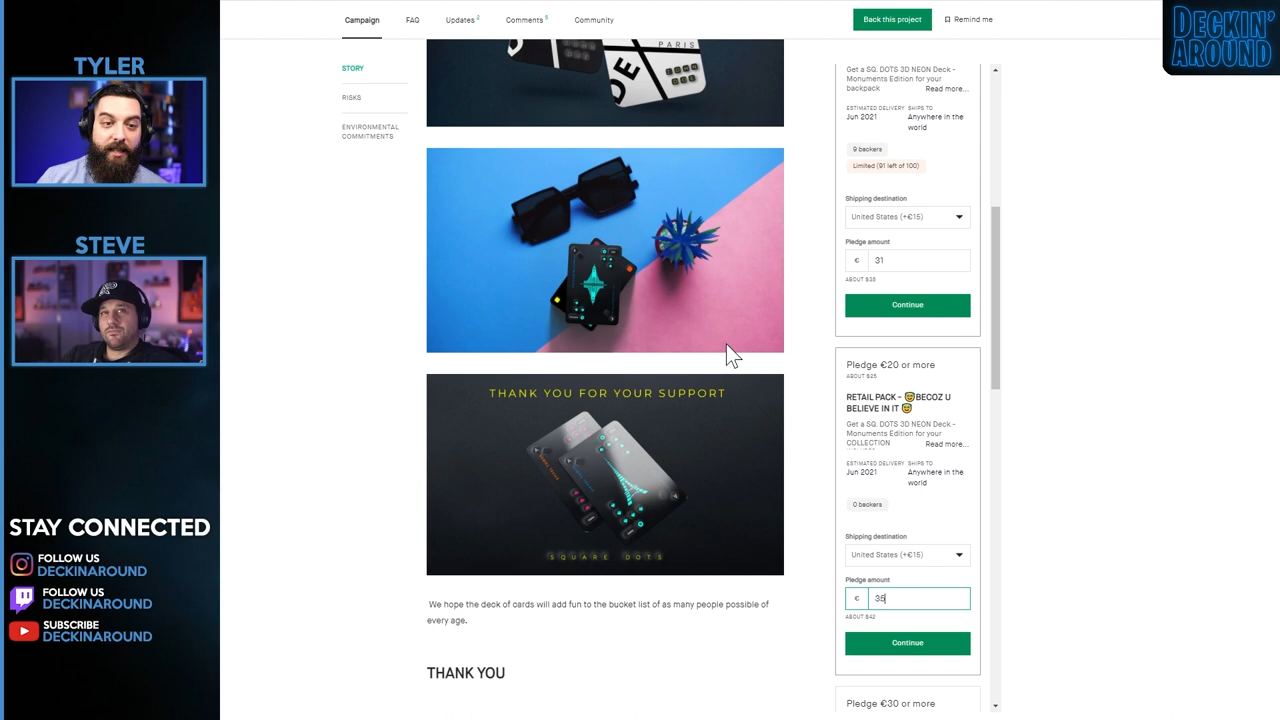 TYLER
STEVE
STAY CONNECTED
FOLLOW US
DECKINAROUND
FOLLOW US
DECKINAROUND
SUBSCRIBE
DECKINAROUND
Campaign
FAQ
Updates 2
Comments 6
Community
Back this project
Remind me
DECKIN'
AROUND
STORY
RISKS
ENVIRONMENTAL
COMMITMENTS
PARIS
THANK YOU FOR YOUR SUPPORT
SQUARE DOTS
We hope the deck of cards will add fun to the bucket list of as many people possible of
every age.
THANK YOU
Get a SQ. DOTS 3D NEON Deck -
Monuments Edition for your
backpack
Read more...
ESTIMATED DELIVERY
Jun 2021
SHIPS TO
Anywhere in the
world
9 backers
Limited (91 left of 100)
Shipping destination
United States (+€15)
Pledge amount
€ 31
ABOUT $38
Continue
Pledge €20 or more
ABOUT $25
RETAIL PACK - BECOZ U
BELIEVE IN IT
Get a SQ. DOTS 3D NEON Deck -
Monuments Edition for your
COLLECTION
Read more...
ESTIMATED DELIVERY
Jun 2021
SHIPS TO
Anywhere in the
world
0 backers
Shipping destination
United States (+€15)
Pledge amount
€ 35
ABOUT $42
Continue
Pledge €30 or more